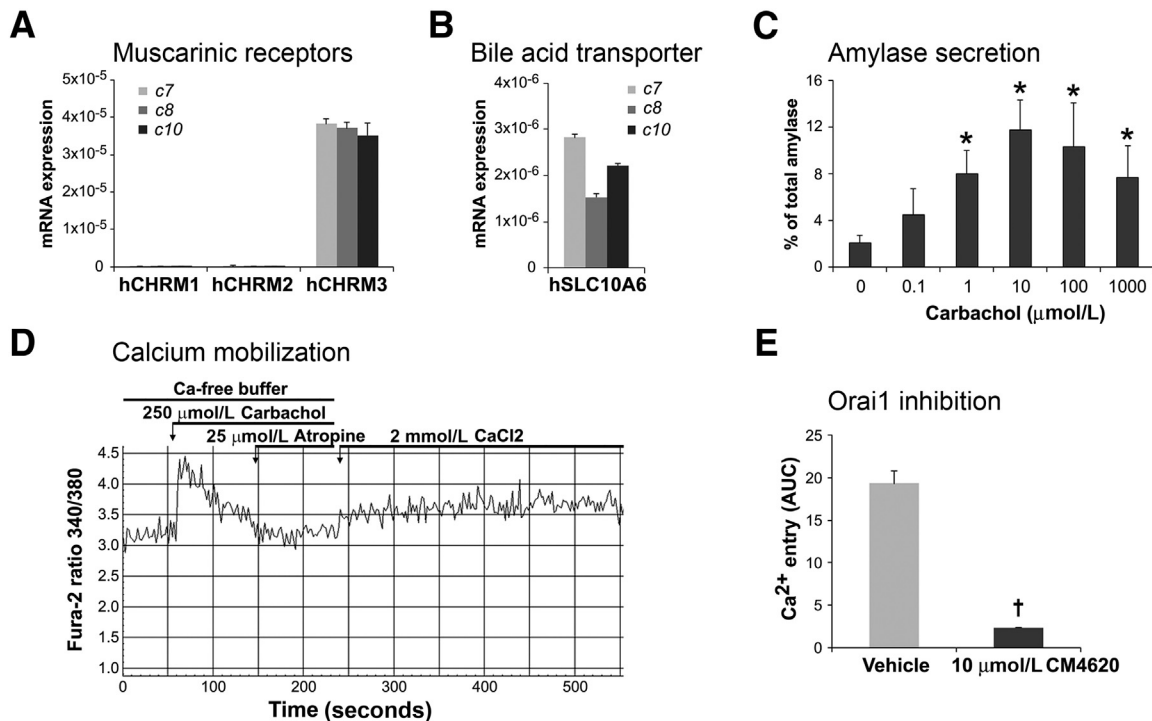 A
Muscarinic receptors
mRNA expression
5x10-5
4x10-5
3x10-5
2x10-5
1x10-5
0
c7
c8
c10
hCHRM1 hCHRM2 hCHRM3
B
Bile acid transporter
mRNA expression
4x10-6
3x10-6
2x10-6
1x10-6
0
c7
c8
c10
hSLC10A6
C
Amylase secretion
% of total amylase
16
12
8
4
0
* * * *
0 0.1 1 10 100 1000
Carbachol (μmol/L)
D
Calcium mobilization
Ca-free buffer
250 μmol/L Carbachol
25 μmol/L Atropine
2 mmol/L CaCl2
Fura-2 ratio 340/380
4.5
4.0
3.5
3.0
2.5
2.0
1.5
1.0
0 100 200 300 400 500
Time (seconds)
E
Orai1 inhibition
Ca2+ entry (AUC)
25
20
15
10
5
0
†
Vehicle 10 μmol/L CM4620